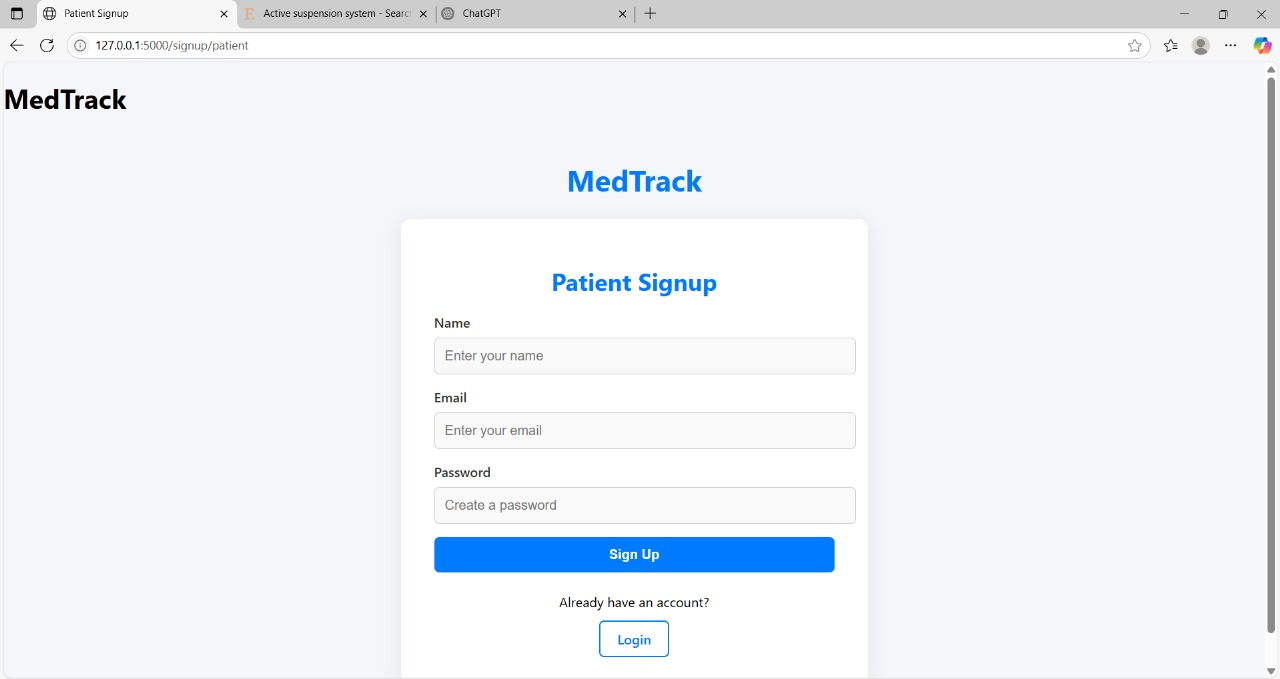 Patient Signup
Active suspension system - Searc
ChatGPT
127.0.0.1:5000/signup/patient
MedTrack
MedTrack
Patient Signup
Name
Enter your name
Email
Enter your email
Password
Create a password
Sign Up
Already have an account?
Login